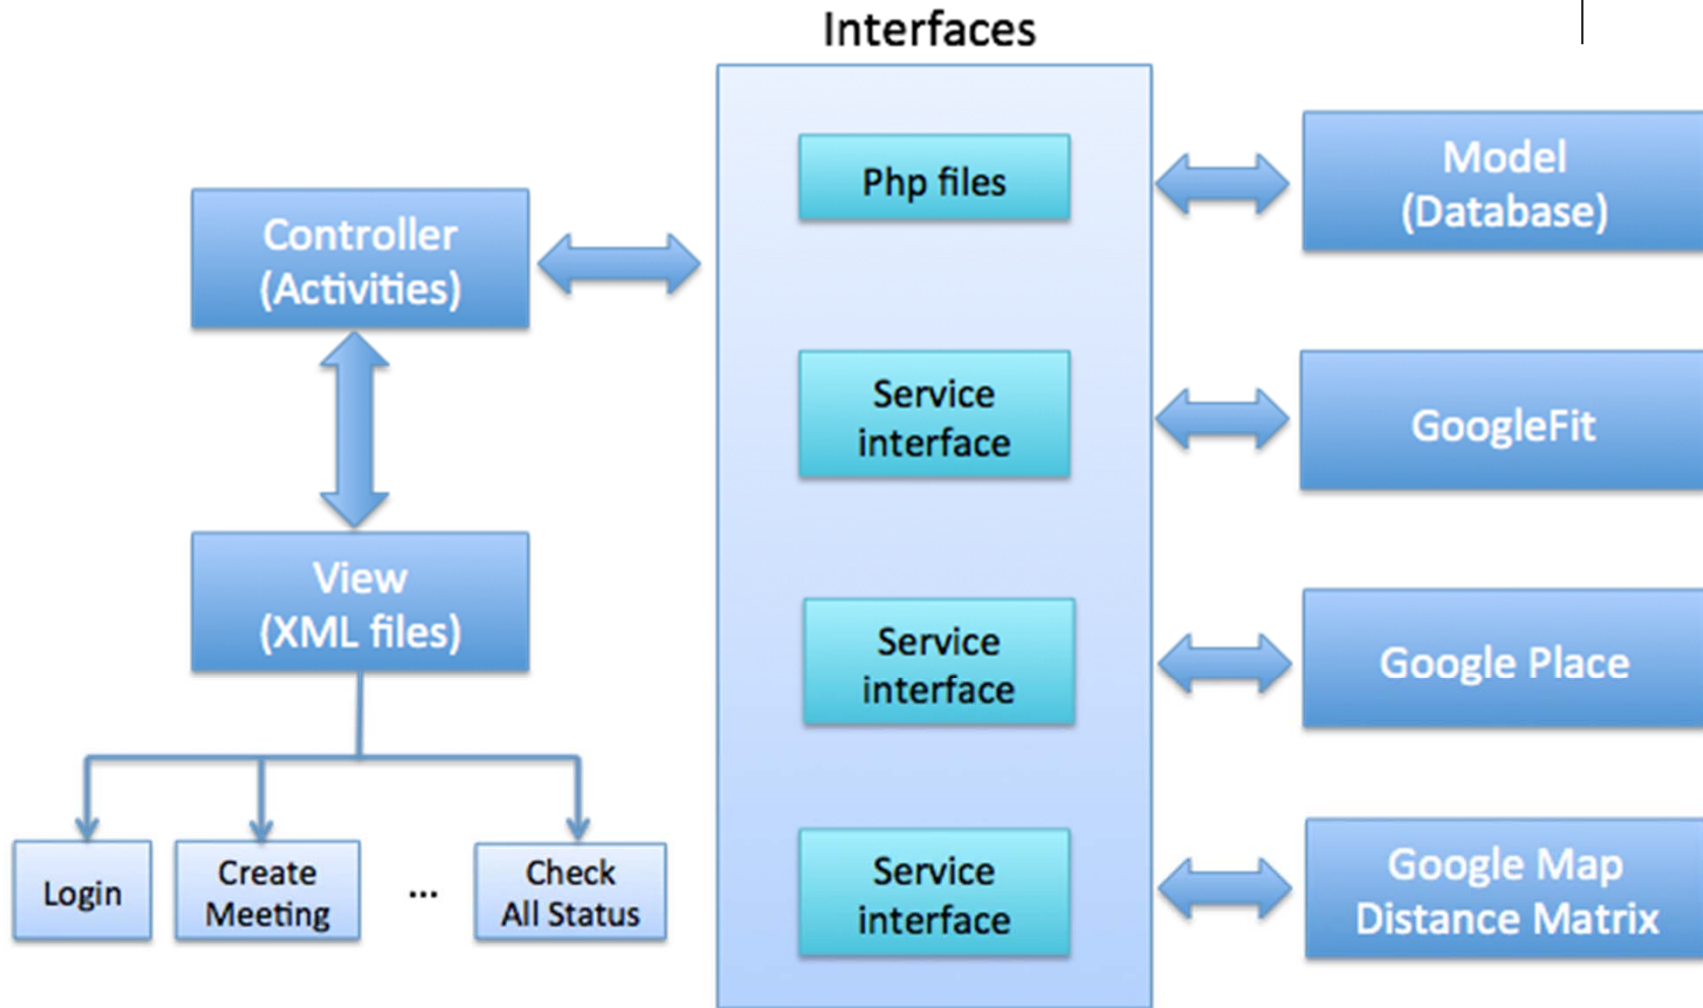 Interfaces
Php files
Model
(Database)
Controller
(Activities)
Service
interface
GoogleFit
View
(XML files)
Service
interface
Google Place
Login
Create
Meeting
...
Check
All Status
Service
interface
Google Map
Distance Matrix